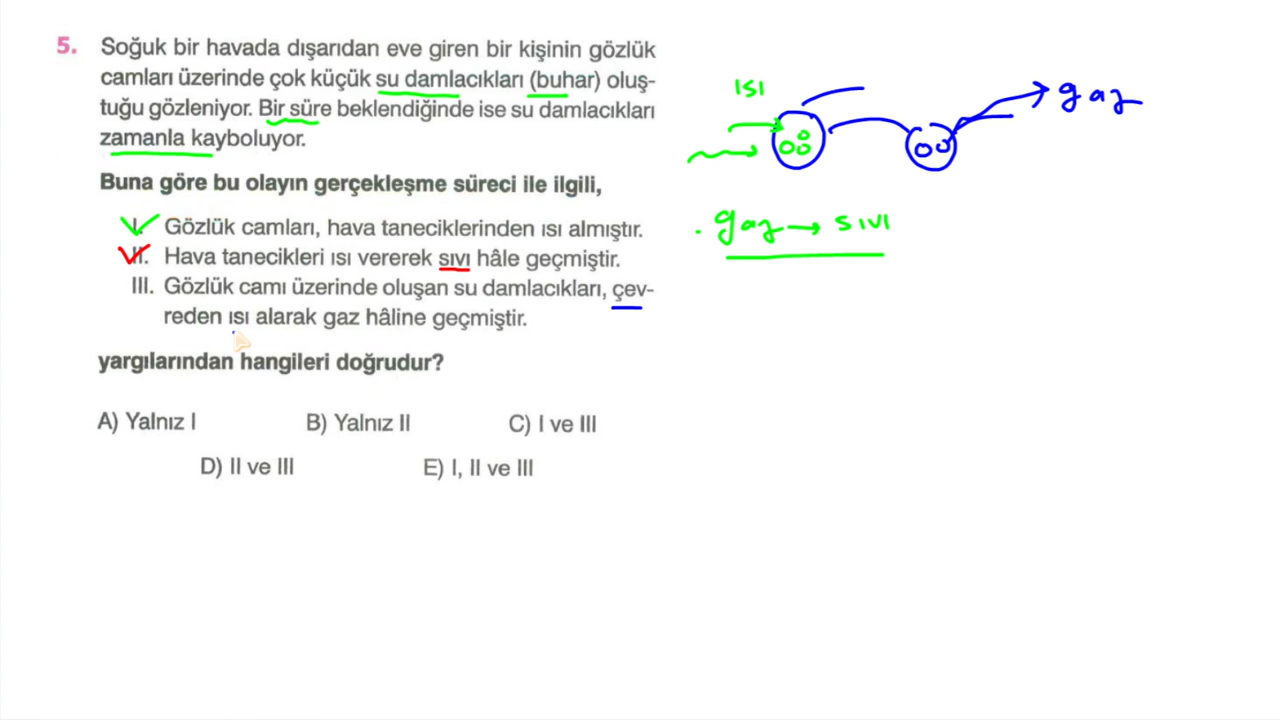 5. Soğuk bir havada dışarıdan eve giren bir kişinin gözlük
camları üzerinde çok küçük su damlacıkları (buhar) oluş-
tuğu gözleniyor. Bir süre beklendiğinde ise su damlacıkları
zamanla kayboluyor.
Buna göre bu olayın gerçekleşme süreci ile ilgili,
I. Gözlük camları, hava taneciklerinden ısı almıştır.
II. Hava tanecikleri ısı vererek sıvı hâle geçmiştir.
III. Gözlük camı üzerinde oluşan su damlacıkları, çev-
reden ısı alarak gaz hâline geçmiştir.
yargılarından hangileri doğrudur?
A) Yalnız I B) Yalnız II C) I ve III
D) II ve III E) I, II ve III
ısı
gaz
gaz → sıvı